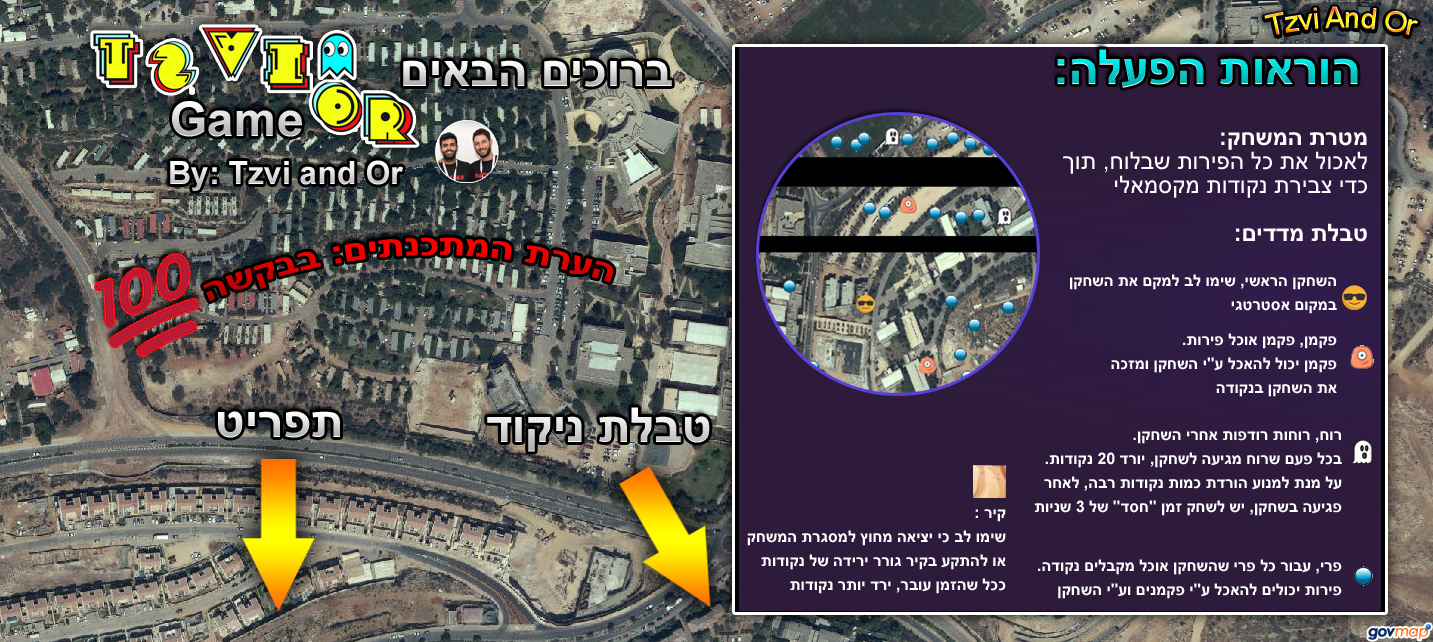 TZVI
OR
Game
By: Tzvi and Or
ברוכים הבאים
הערת המתכנתים: בבקשה
100
תפריט
טבלת ניקוד
Tzvi And Or
הוראות הפעלה:
מטרת המשחק:
לאכול את כל הפירות שבלוח, תוך
כדי צבירת נקודות מקסמאלי
טבלת מדדים:
השחקן הראשי, שימו לב למקם את השחקן
במקום אסטרטגי
פקמן, פקמן אוכל פירות.
פקמן יכול להאכל ע"י השחקן ומזכה
את השחקן בנקודה
רוח, רוחות רודפות אחרי השחקן.
בכל פעם שרוח מגיעה לשחקן, יורד 20 נקודות.
על מנת למנוע הורדת כמות נקודות רבה, לאחר
פגיעה בשחקן, יש לשחק זמן "חסד" של 3 שניות
פרי, עבור כל פרי שהשחקן אוכל מקבלים נקודה.
פירות יכולים להאכל ע"י פקמנים וע"י השחקן
קיר :
שימו לב כי יציאה מחוץ למסגרת המשחק
או להתקע בקיר גורר ירידה של נקודות
ככל שהזמן עובר, ירד יותר נקודות
govmap